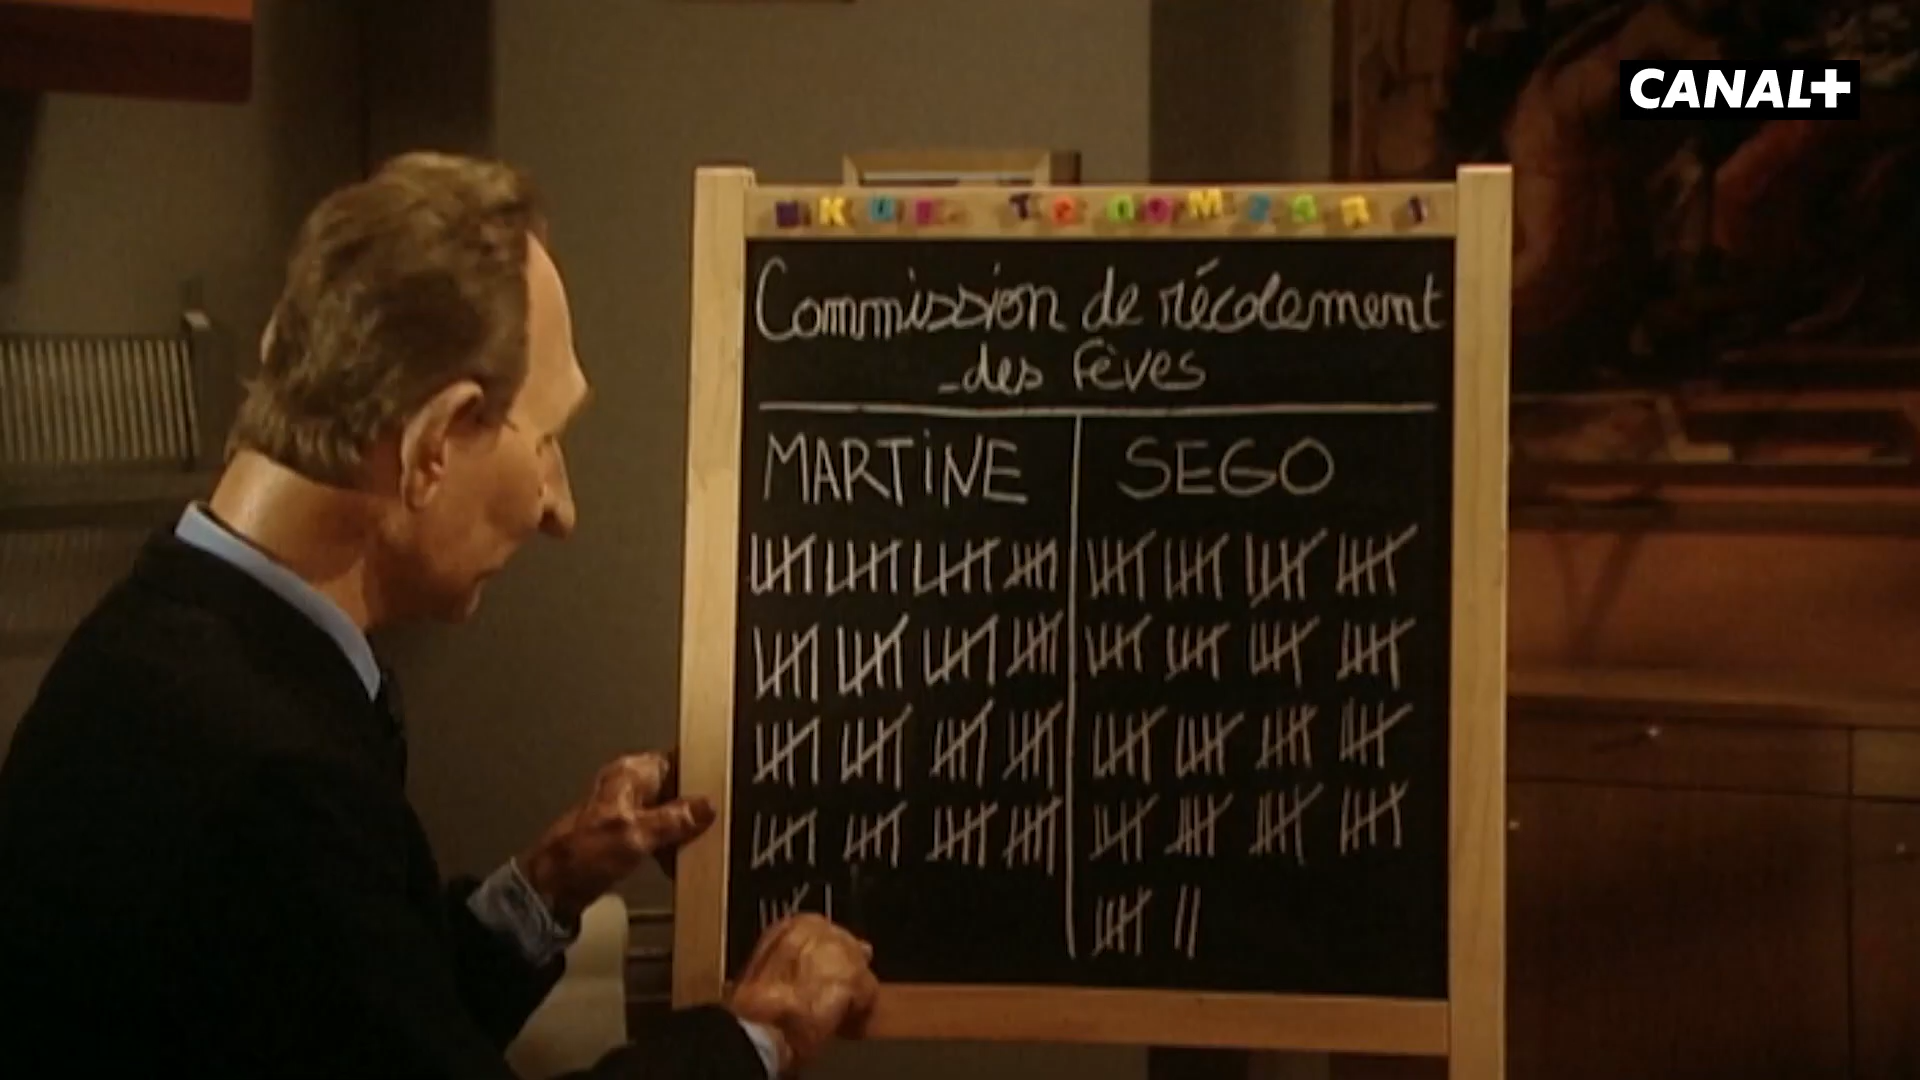 CANAL+
Commission de récolement
des fèves
MARTiNE SEGO